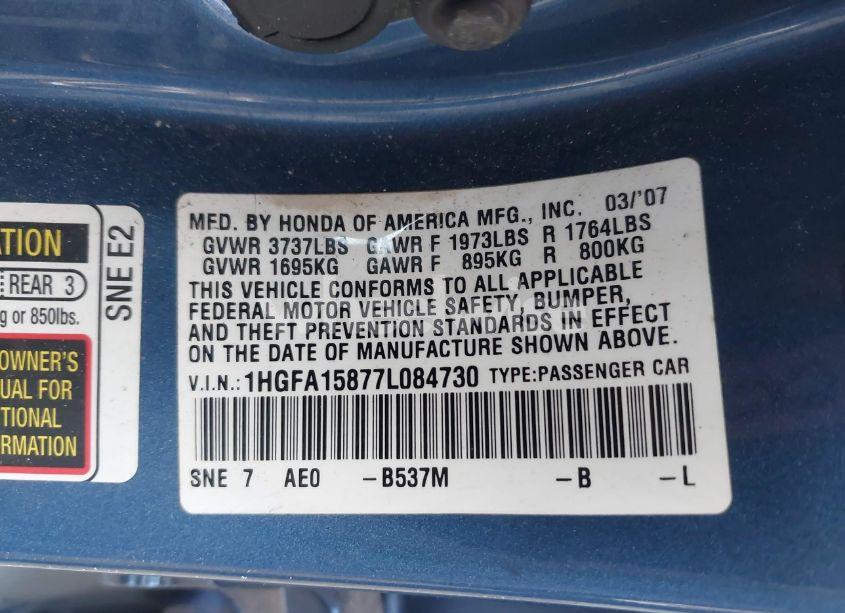 ATION
REAR 3
g or 850lbs.
OWNER'S
UAL FOR
TIONAL
ORMATION
SNE E2
MFD. BY HONDA OF AMERICA MFG., INC. 03/'07
GVWR 3737LBS GAWR F 1973LBS R 1764LBS
GVWR 1695KG GAWR F 895KG R 800KG
THIS VEHICLE CONFORMS TO ALL APPLICABLE
FEDERAL MOTOR VEHICLE SAFETY, BUMPER,
AND THEFT PREVENTION STANDARDS IN EFFECT
ON THE DATE OF MANUFACTURE SHOWN ABOVE.
V.I.N.: 1HGFA15877L084730 TYPE:PASSENGER CAR
SNE 7 AE0 -B537M -B -L